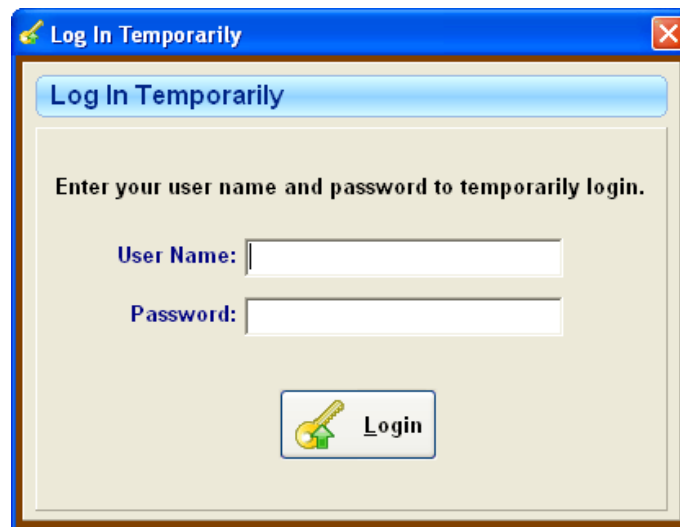 Log In Temporarily
Log In Temporarily
Enter your user name and password to temporarily login.
User Name:
Password:
Login